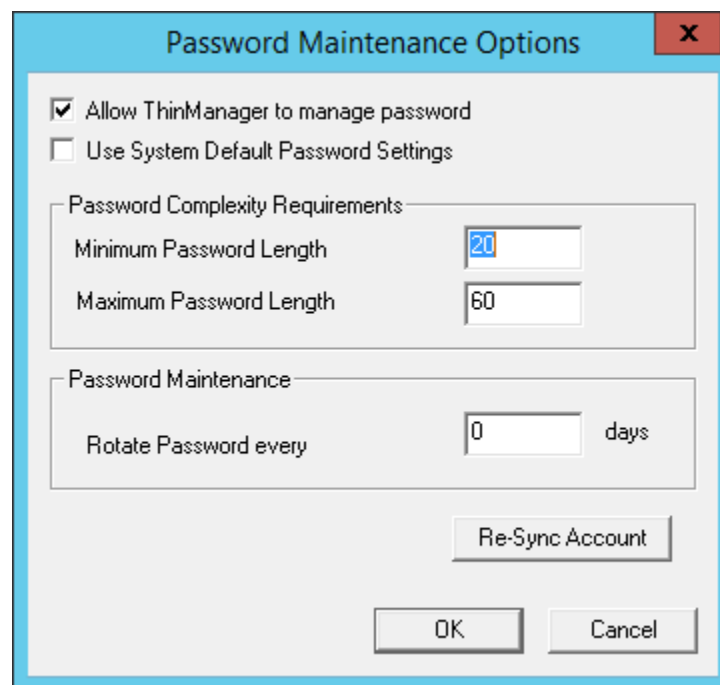 Password Maintenance Options x
Allow ThinManager to manage password
Use System Default Password Settings
Password Complexity Requirements
Minimum Password Length 20
Maximum Password Length 60
Password Maintenance
Rotate Password every 0 days
Re-Sync Account
OK Cancel